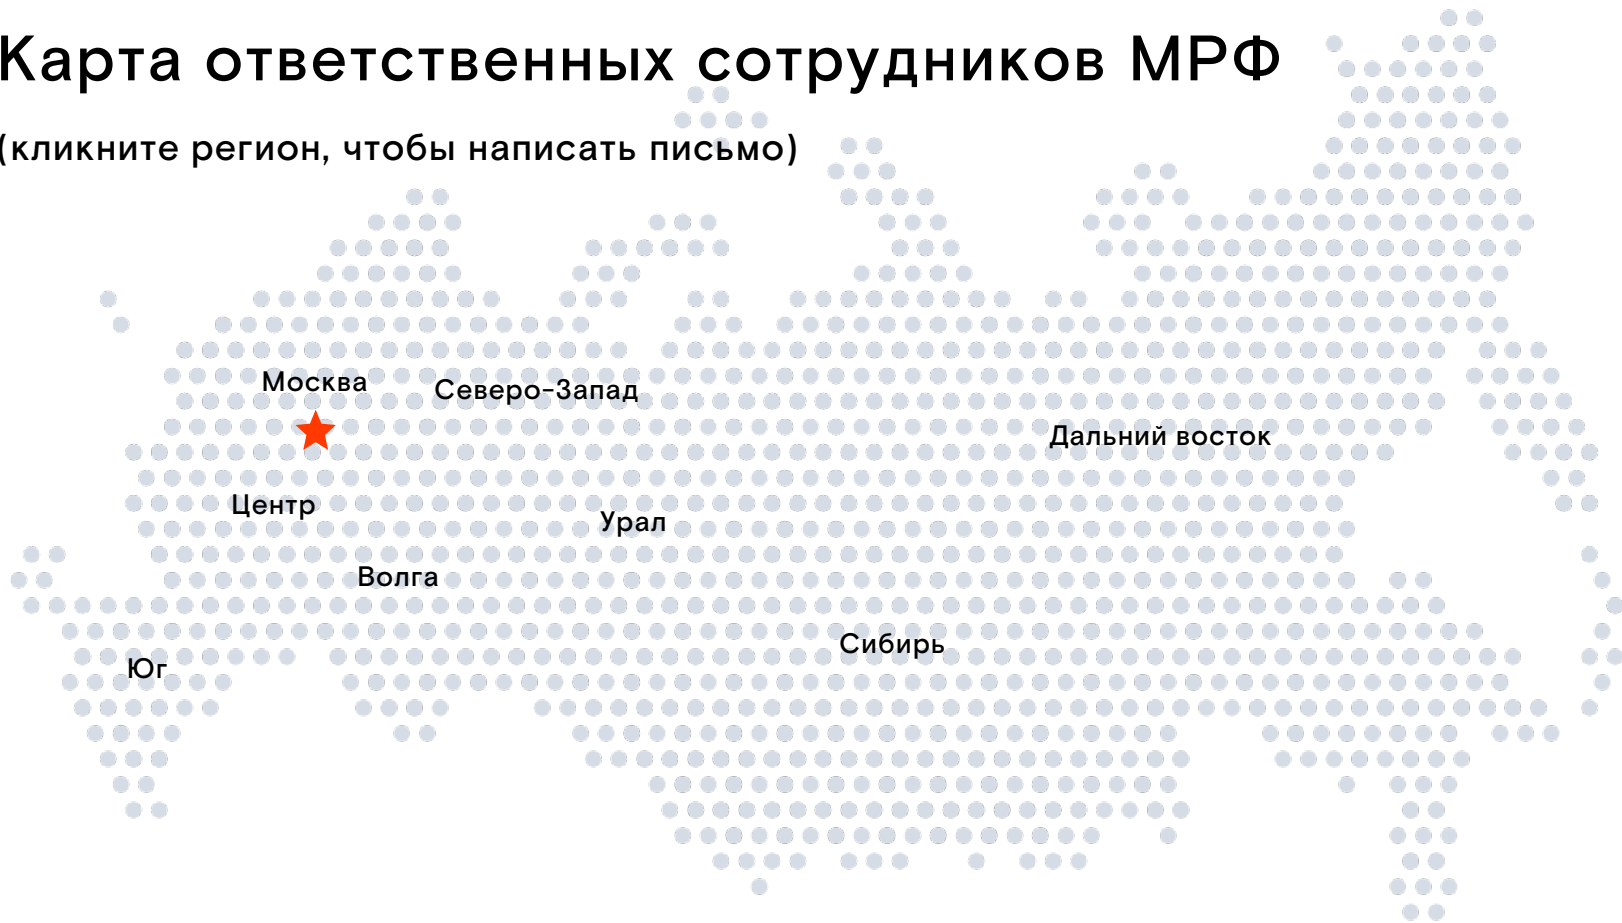 Карта ответственных сотрудников МРФ
(кликните регион, чтобы написать письмо)
Москва
Северо-Запад
Дальний восток
Центр
Урал
Волга
Сибирь
Юг